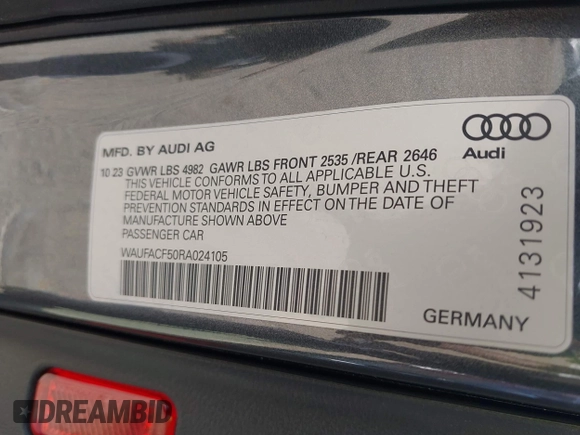 MFD. BY AUDI AG
10 23 GVWR LBS 4982 GAWR LBS FRONT 2535 /REAR 2646
THIS VEHICLE CONFORMS TO ALL APPLICABLE U.S.
FEDERAL MOTOR VEHICLE SAFETY, BUMPER AND THEFT
PREVENTION STANDARDS IN EFFECT ON THE DATE OF
MANUFACTURE SHOWN ABOVE
PASSENGER CAR
WAUFACF50RA024105
Audi
4131923
GERMANY
DREAMBID